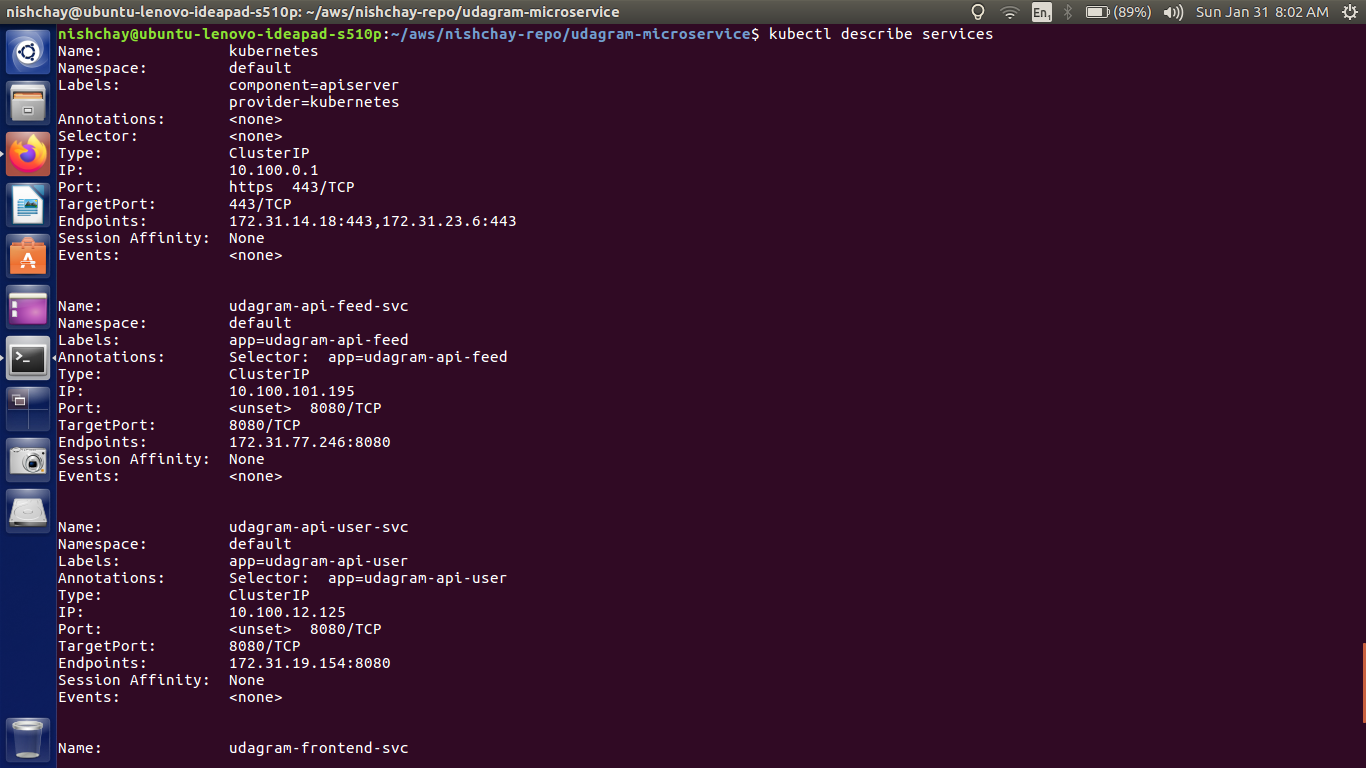 nishchay@ubuntu-lenovo-ideapad-s510p: ~/aws/nishchay-repo/udagram-microservice En1 (89%) Sun Jan 31 8:02 AM
nishchay@ubuntu-lenovo-ideapad-s510p:~/aws/nishchay-repo/udagram-microservice$ kubectl describe services
Name: kubernetes
Namespace: default
Labels: component=apiserver
provider=kubernetes
Annotations: <none>
Selector: <none>
Type: ClusterIP
IP: 10.100.0.1
Port: https 443/TCP
TargetPort: 443/TCP
Endpoints: 172.31.14.18:443,172.31.23.6:443
Session Affinity: None
Events: <none>
Name: udagram-api-feed-svc
Namespace: default
Labels: app=udagram-api-feed
Annotations: Selector: app=udagram-api-feed
Type: ClusterIP
IP: 10.100.101.195
Port: <unset> 8080/TCP
TargetPort: 8080/TCP
Endpoints: 172.31.77.246:8080
Session Affinity: None
Events: <none>
Name: udagram-api-user-svc
Namespace: default
Labels: app=udagram-api-user
Annotations: Selector: app=udagram-api-user
Type: ClusterIP
IP: 10.100.12.125
Port: <unset> 8080/TCP
TargetPort: 8080/TCP
Endpoints: 172.31.19.154:8080
Session Affinity: None
Events: <none>
Name: udagram-frontend-svc